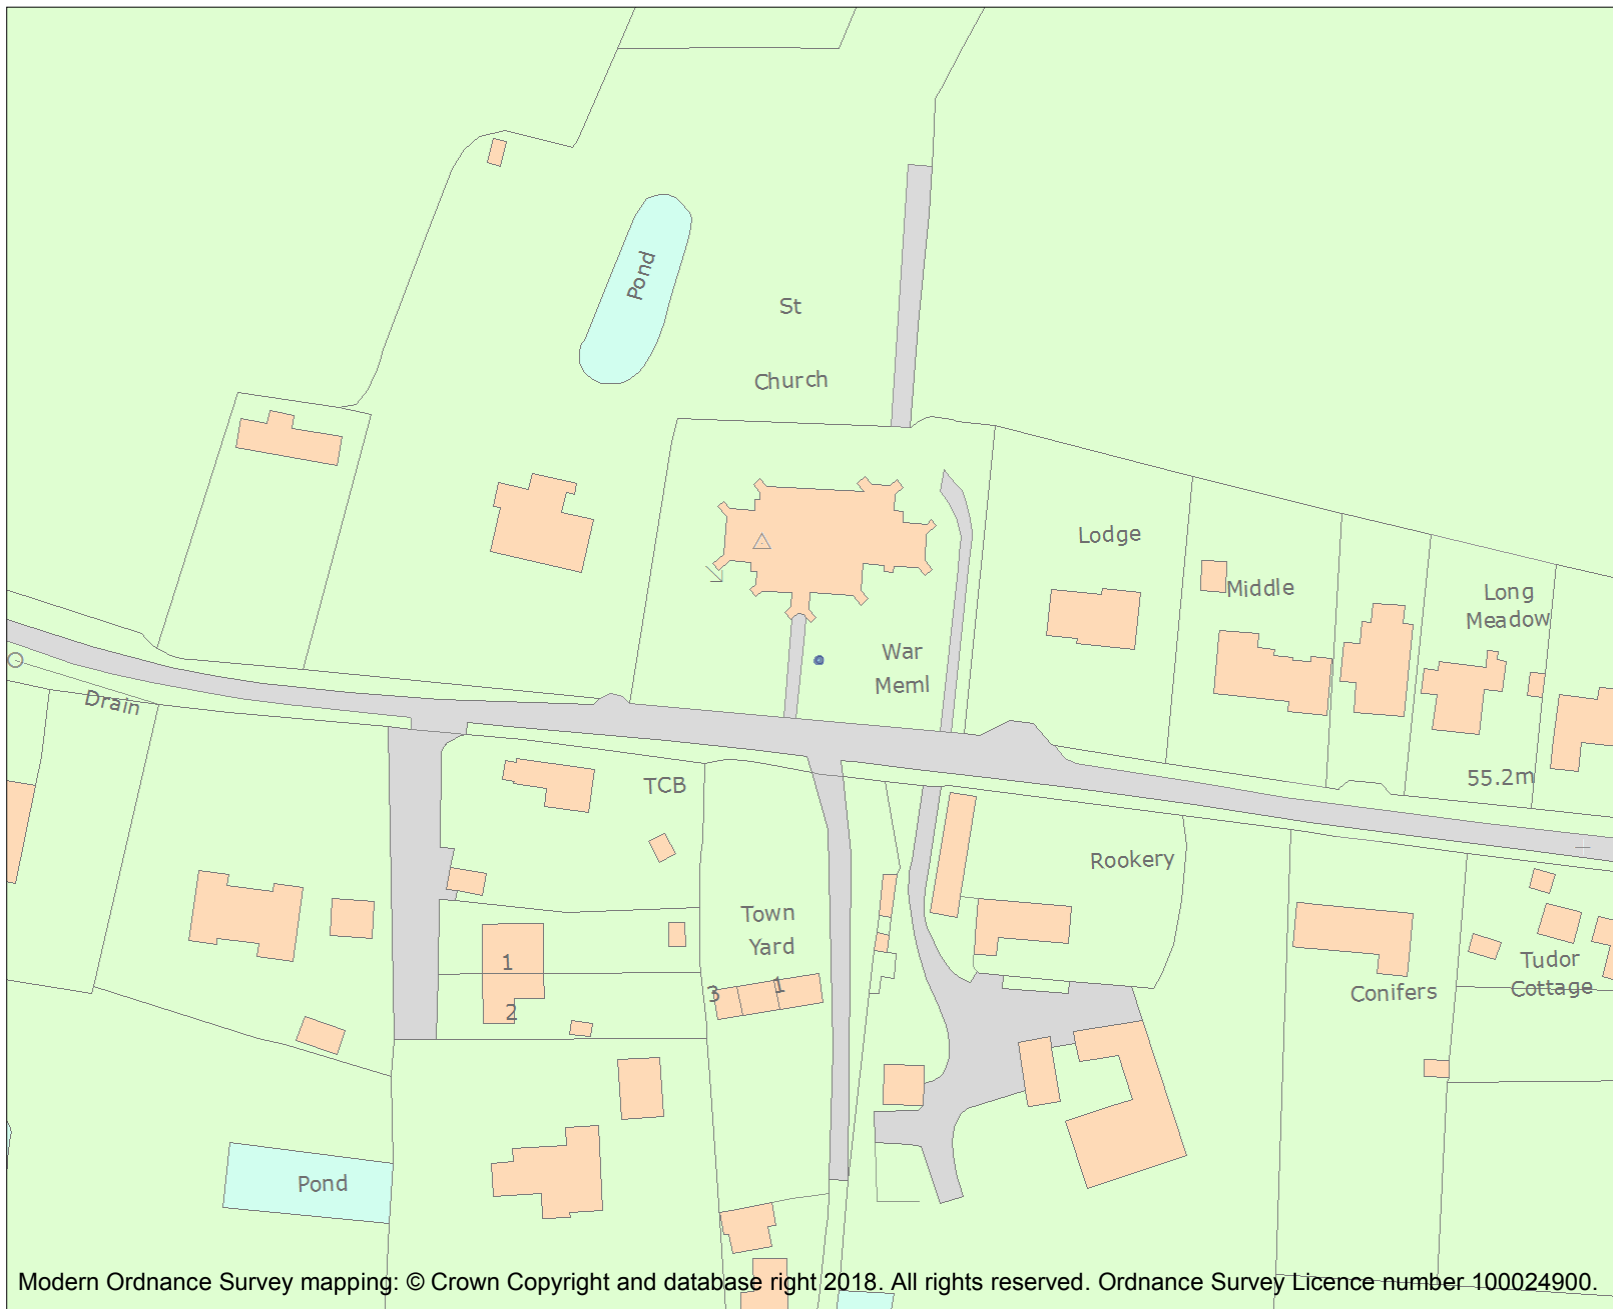 Pond
St
Church
Lodge
Middle
Long
Meadow
War
Meml
Drain
TCB
55.2m
Rookery
Town
Yard
1
2
3
1
Tudor
Cottage
Conifers
Pond
Modern Ordnance Survey mapping: © Crown Copyright and database right 2018. All rights reserved. Ordnance Survey Licence number 100024900.